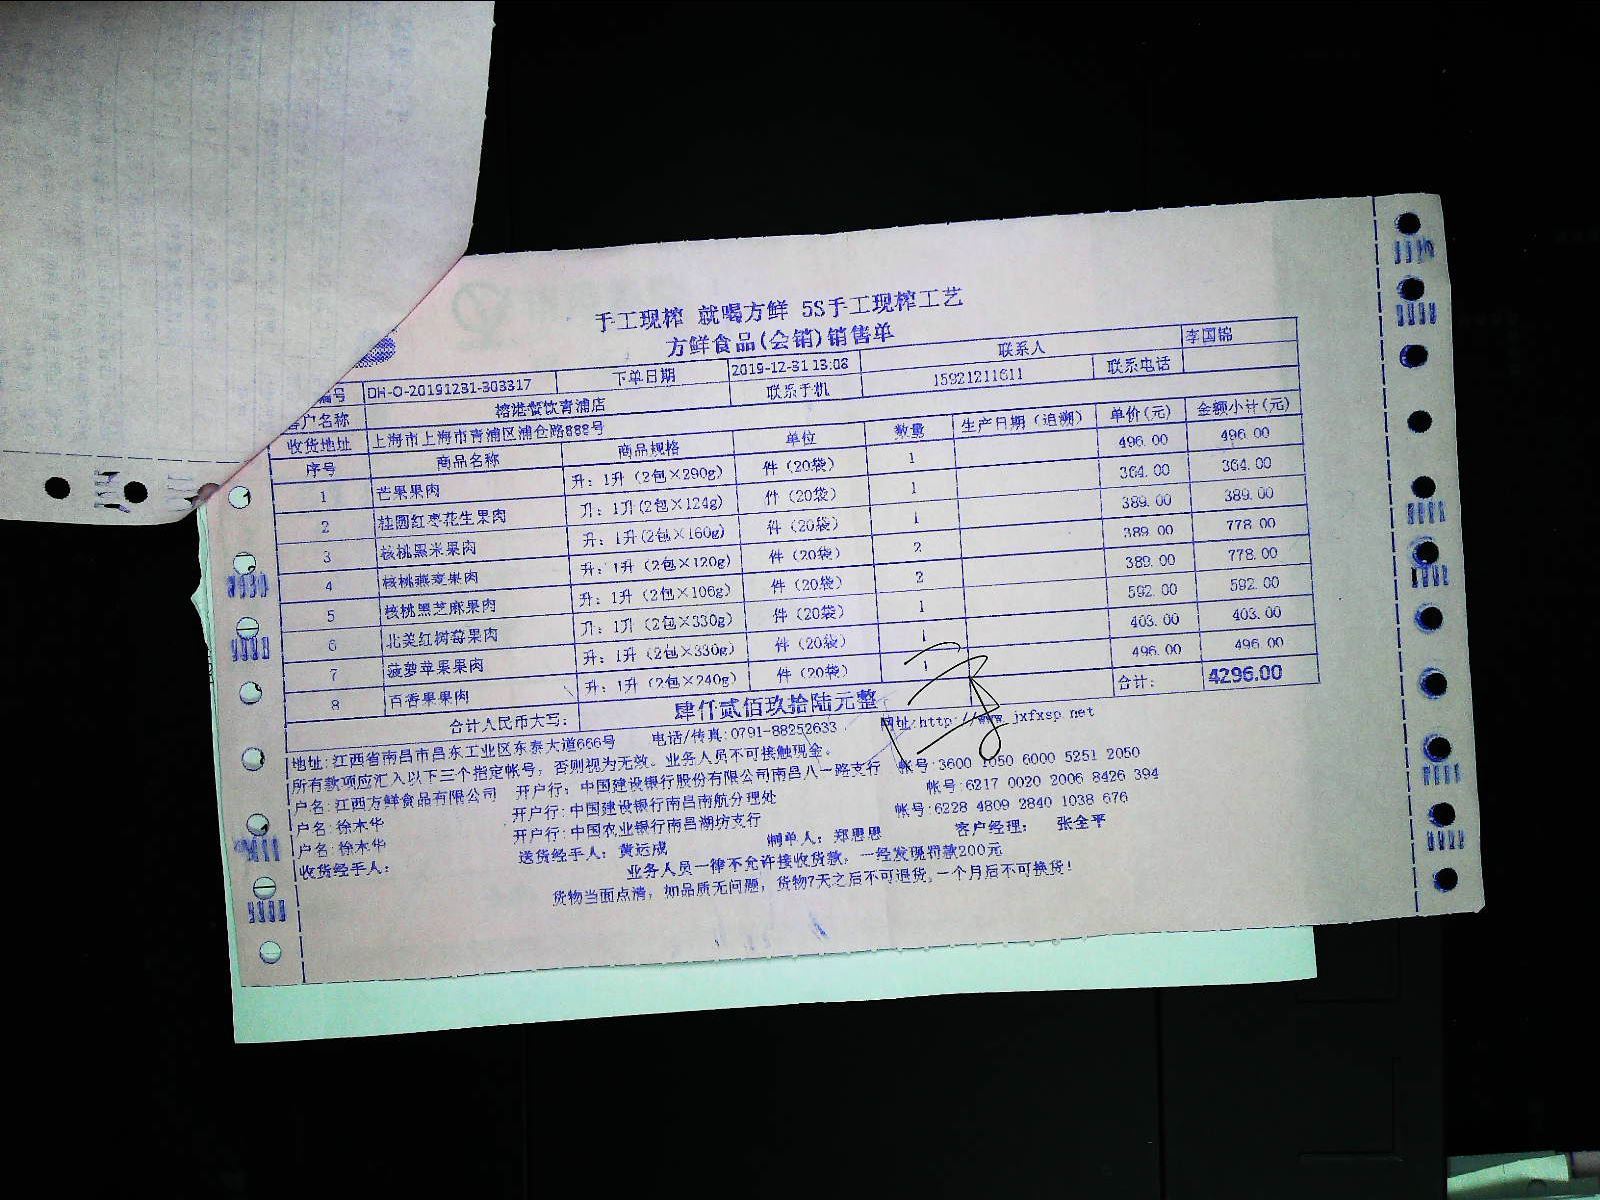 手工现榨 就喝方鲜 5S手工现榨工艺
方鲜食品(会销)销售单
编号 DH-O-20191231-303317 下单日期 2019-12-31 13:08 联系人 李国锦
客户名称 榕港餐饮青浦店 联系手机 15921211611 联系电话
收货地址 上海市上海市青浦区浦仓路888号
序号 商品名称 商品规格 单位 数量 生产日期(追溯) 单价(元) 金额小计(元)
1 芒果果肉 升: 1升 (2包×290g) 件 (20袋) 1 496.00 496.00
2 桂圆红枣花生果肉 升: 1升(2包×124g) 件 (20袋) 1 364.00 364.00
3 核桃黑米果肉 升: 1升(2包×160g) 件 (20袋) 1 389.00 389.00
4 核桃燕麦果肉 升: 1升 (2包×120g) 件 (20袋) 2 389.00 778.00
5 核桃黑芝麻果肉 升: 1升 (2包×106g) 件 (20袋) 2 389.00 778.00
6 北美红树莓果肉 升: 1升 (2包×330g) 件 (20袋) 1 592.00 592.00
7 菠萝苹果果肉 升: 1升 (2包×330g) 件 (20袋) 1 403.00 403.00
8 百香果果肉 升: 1升 (2包×240g) 件 (20袋) 1 496.00 496.00
合计人民币大写: 肆仟贰佰玖拾陆元整 合计: 4296.00
地址:江西省南昌市昌东工业区东泰大道666号 电话/传真:0791-88252633 网址:http://www.jxfxsp.net
所有款项应汇入以下三个指定帐号,否则视为无效。业务人员不可接触现金。
户名:江西方鲜食品有限公司 开户行: 中国建设银行股份有限公司南昌八一路支行 帐号:3600 1050 6000 5251 2050
户名:徐木华 开户行:中国建设银行南昌南航分理处 帐号:6217 0020 2006 8426 394
户名:徐木华 开户行:中国农业银行南昌湖坊支行 帐号:6228 4809 2840 1038 676
收货经手人: 送货经手人: 黄运成 制单人: 郑思思 客户经理: 张全平
业务人员一律不允许接收货款,一经发现罚款200元
货物当面点清,如品质无问题,货物7天之后不可退货,一个月后不可换货!